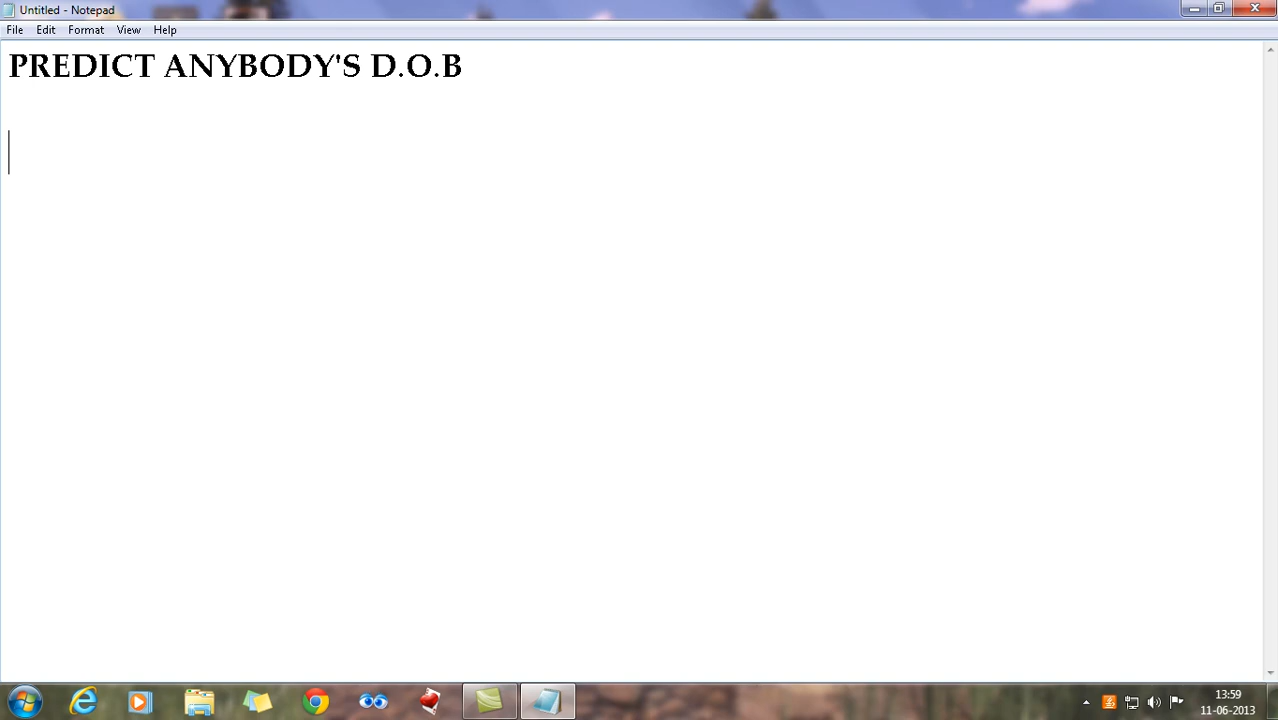 Untitled - Notepad
File Edit Format View Help
PREDICT ANYBODY'S D.O.B
13:59
11-06-2013